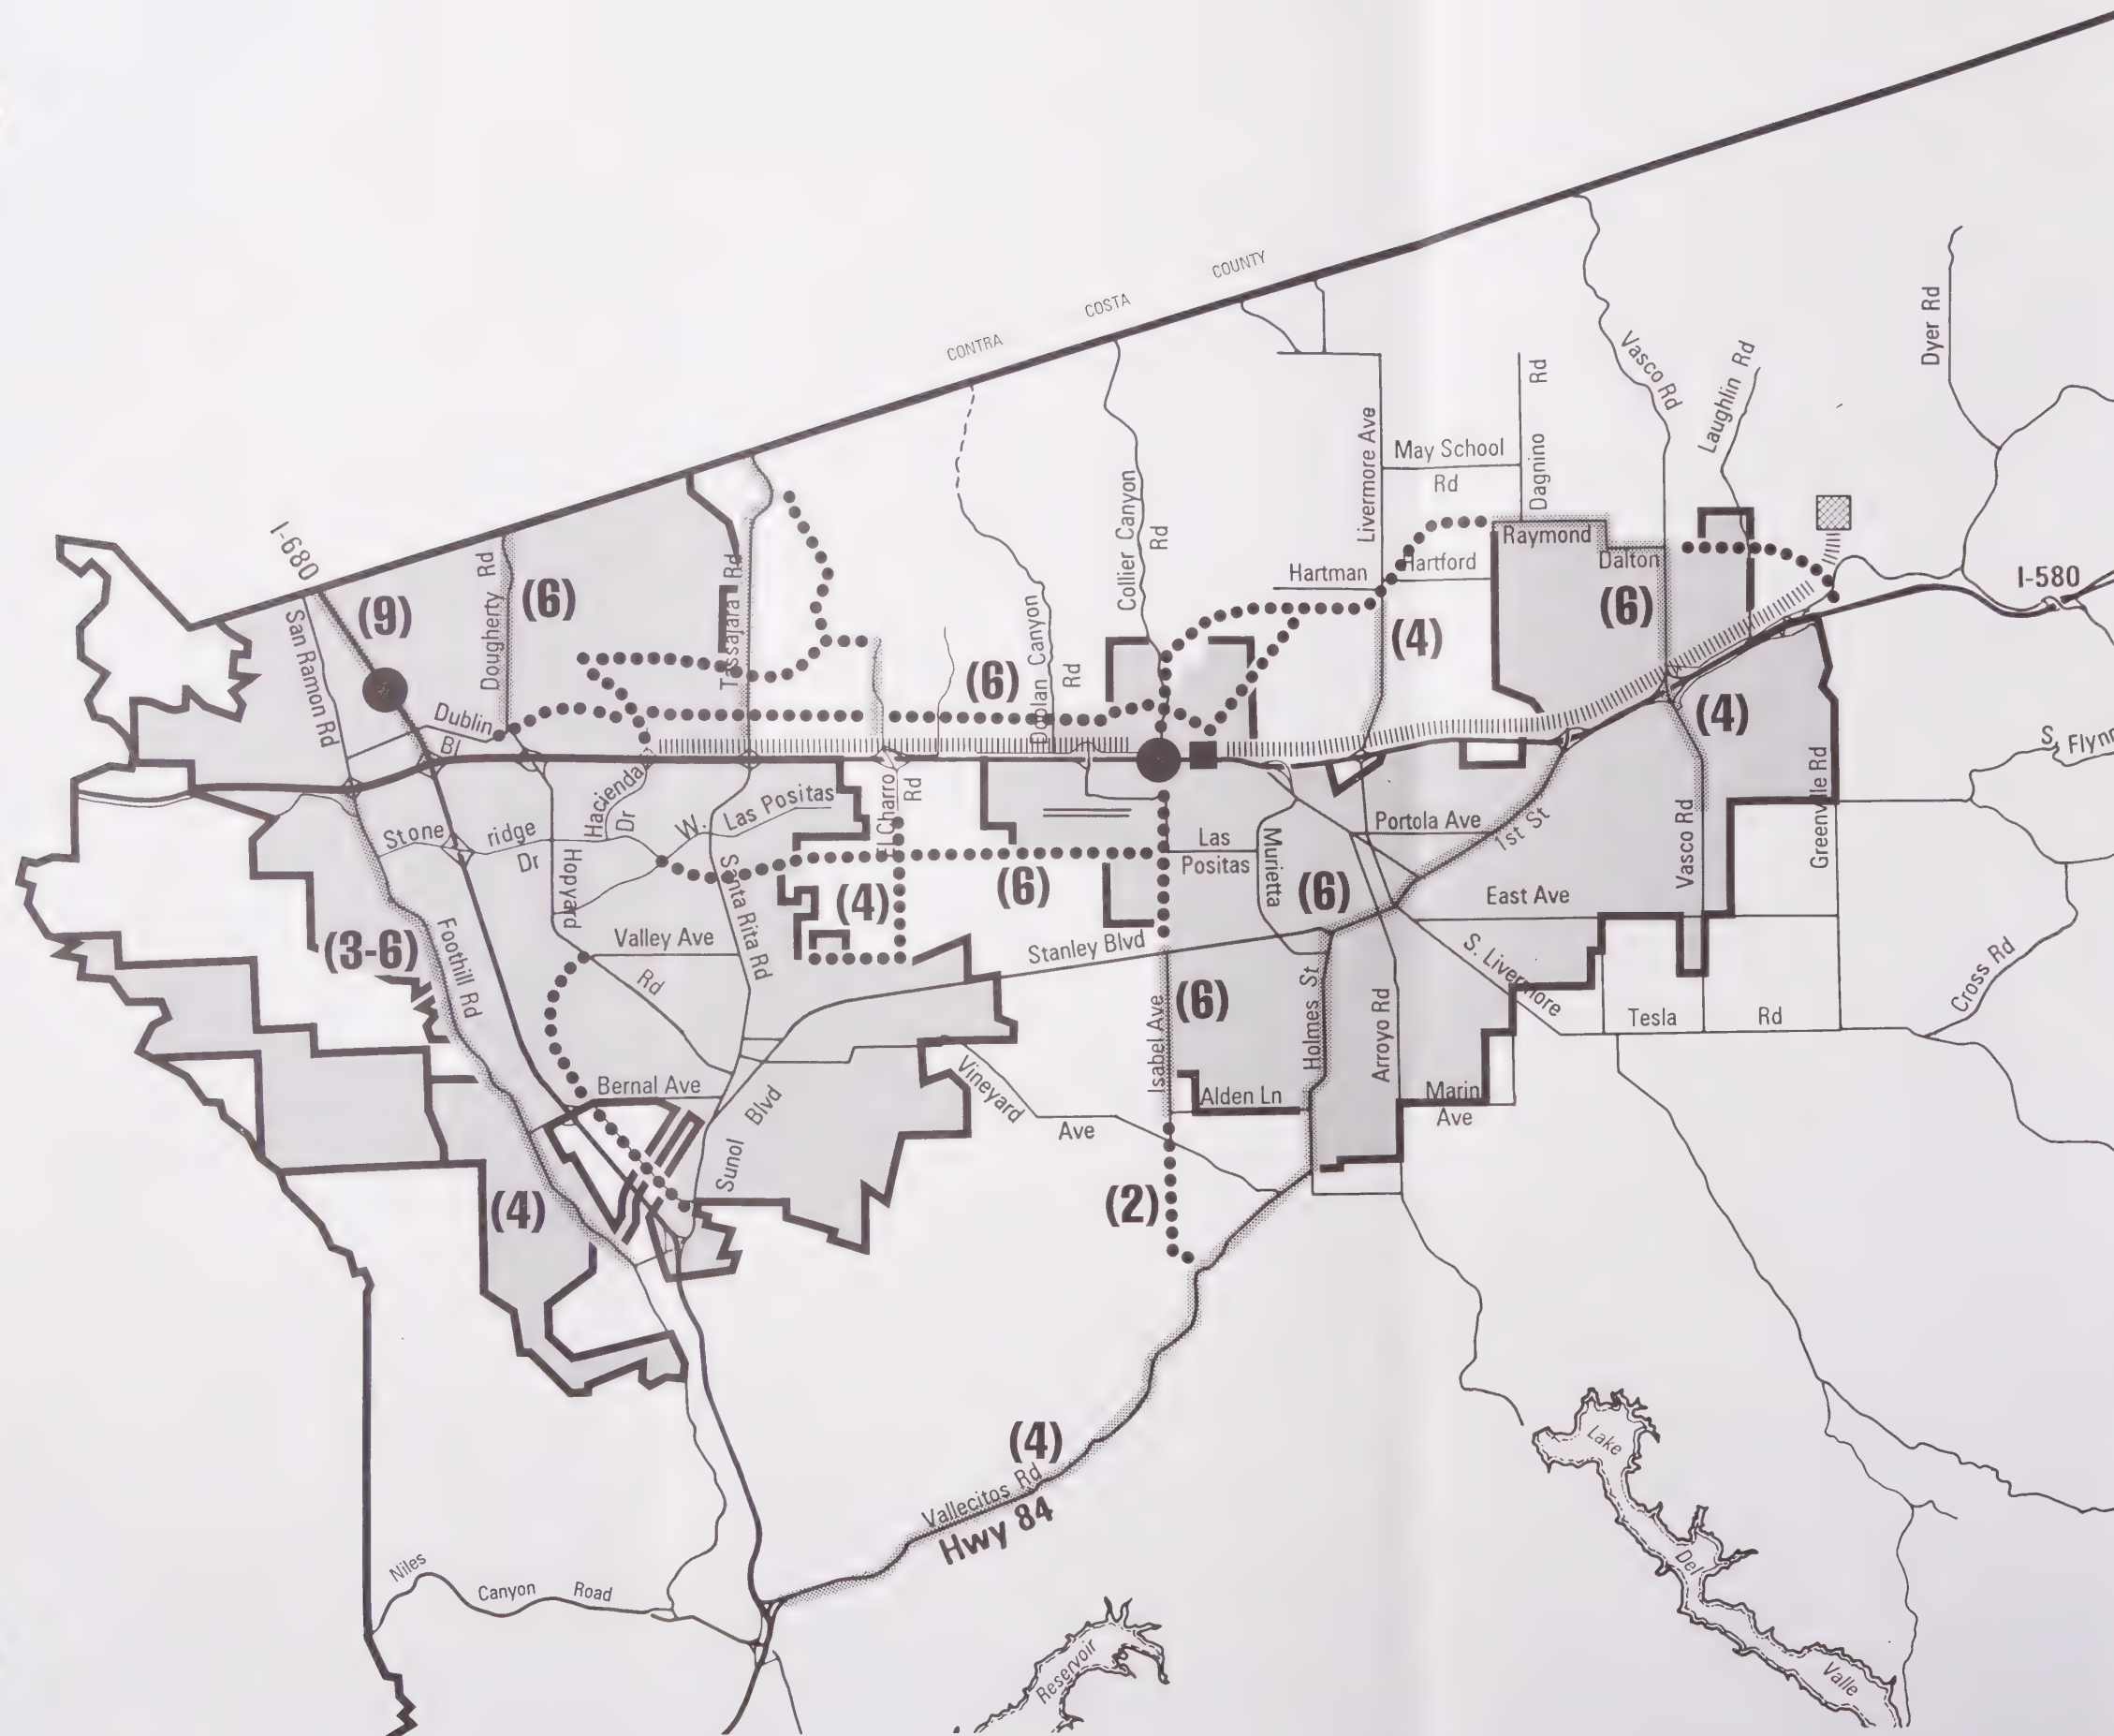 CONTRA COSTA COUNTY
I-680
(9)
San Ramon Rd
Dougherty Rd
(6)
Dublin
Bl
Tassajara Rd
Doolan Canyon
Rd
(6)
Collier Canyon
Rd
Livermore Ave
May School
Rd
Dagnino
Rd
Hartman
Hartford
(4)
Raymond
Dalton
(6)
Vasco Rd
Laughlin Rd
Dyer Rd
I-580
(4)
S. Flynn
Greenville Rd
Vasco Rd
Stone ridge
Dr
Hopyard
Rd
Hacienda
Dr
W. Las Positas
El Charro
Rd
Santa Rita Rd
(4)
(6)
Las
Positas
Murietta
(6)
Portola Ave
1st St
East Ave
(3-6)
Foothill Rd
Valley Ave
Stanley Blvd
Isabel Ave
(6)
Holmes St
Arroyo Rd
S. Livermore
Tesla Rd
Cross Rd
Bernal Ave
Sunol Blvd
Vineyard
Ave
Alden Ln
Marin
Ave
(4)
(2)
(4)
Vallecitos Rd
Hwy 84
Niles
Canyon Road
Reservoir
Lake
Del
Valle